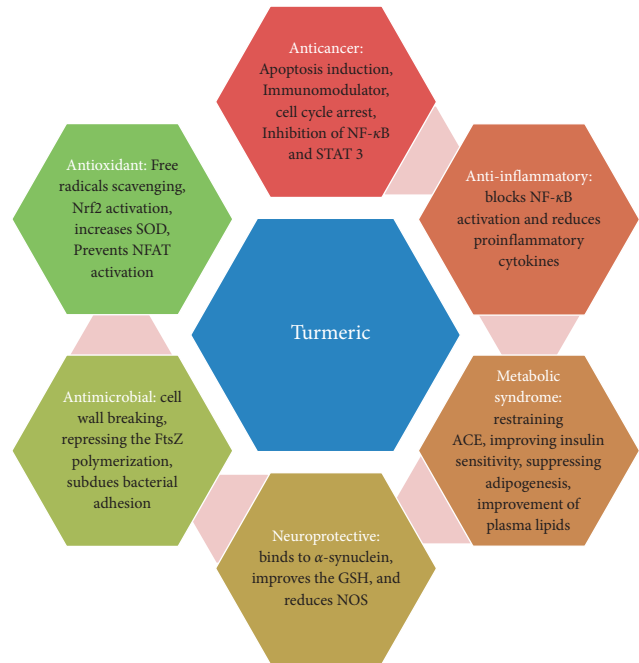 Anticancer:
Apoptosis induction,
Immunomodulator,
cell cycle arrest,
Inhibition of NF-κB
and STAT 3
Anti-inflammatory:
blocks NF-κB
activation and reduces
proinflammatory
cytokines
Metabolic
syndrome:
restraining
ACE, improving insulin
sensitivity, suppressing
adipogenesis,
improvement of
plasma lipids
Neuroprotective:
binds to α-synuclein,
improves the GSH, and
reduces NOS
Antimicrobial: cell
wall breaking,
repressing the FtsZ
polymerization,
subdues bacterial
adhesion
Antioxidant: Free
radicals scavenging,
Nrf2 activation,
increases SOD,
Prevents NFAT
activation
Turmeric